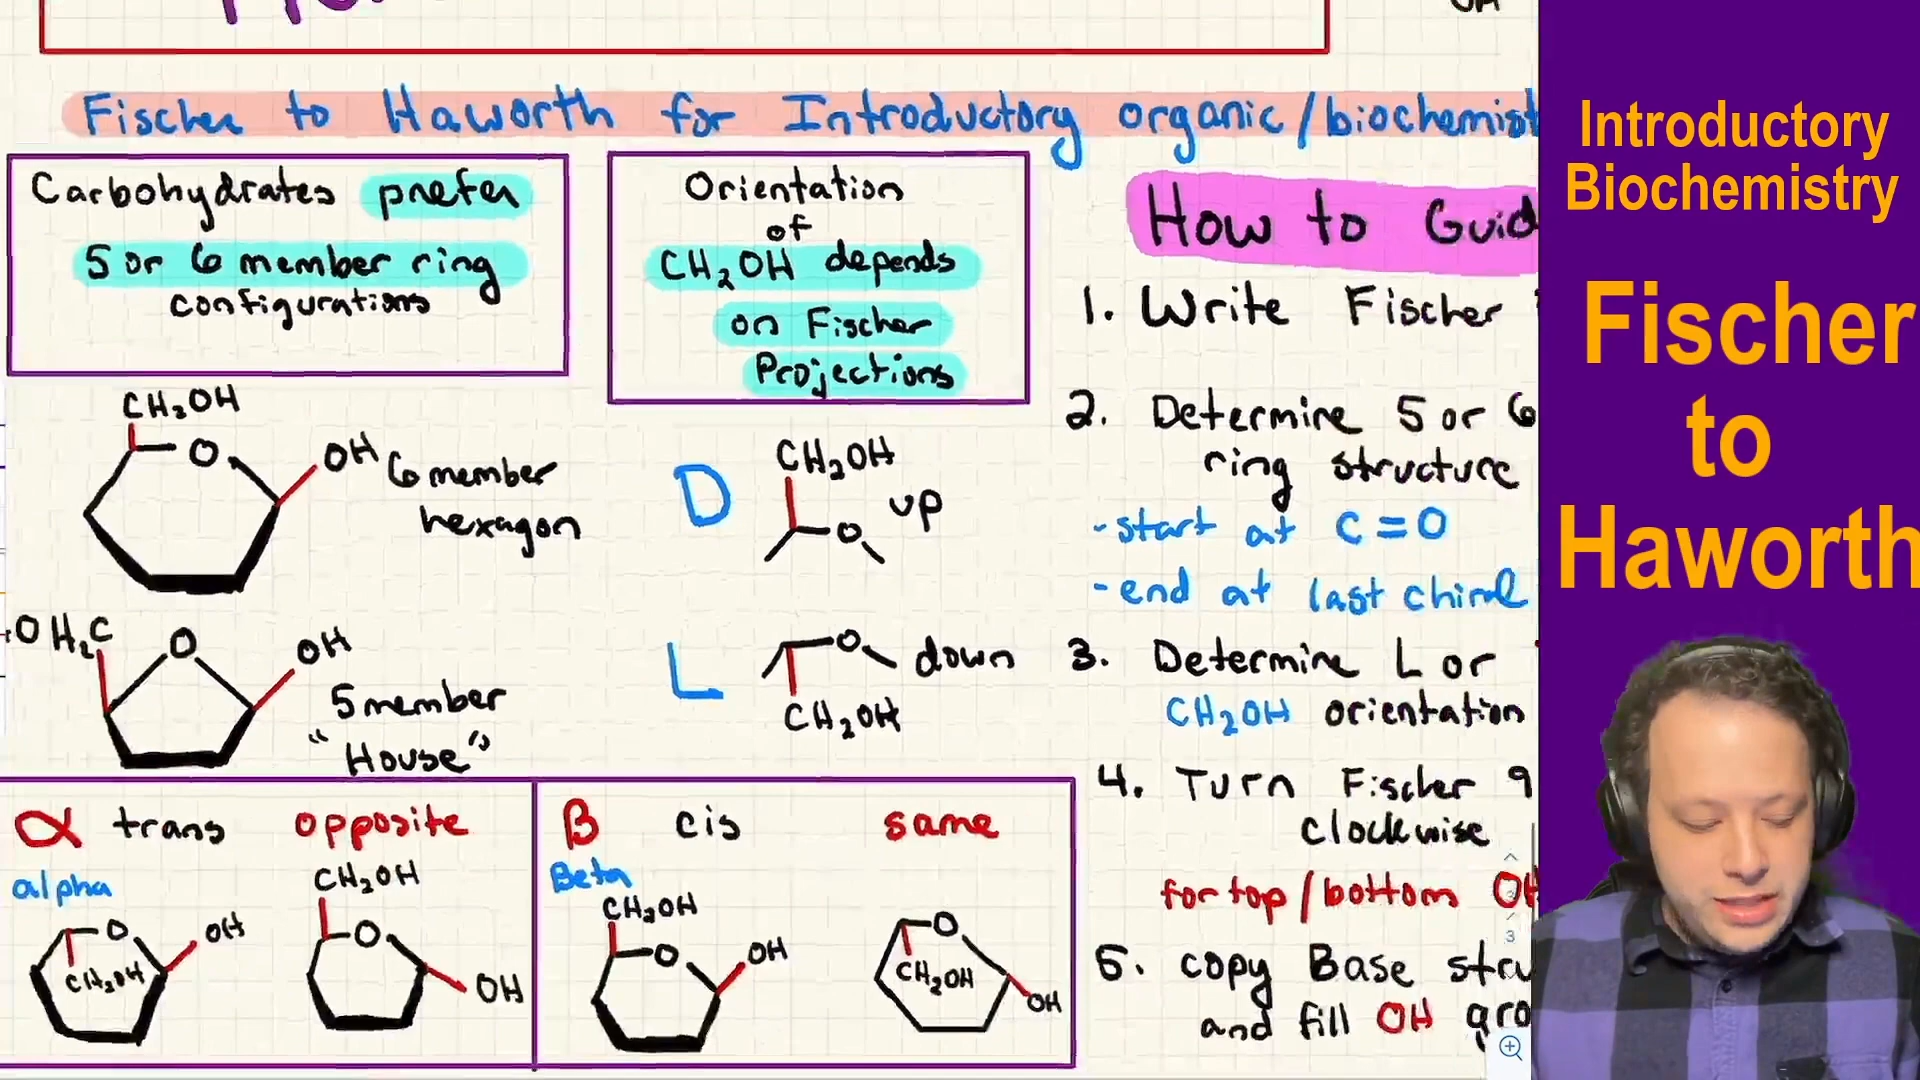 Fischer to Haworth for Introductory organic/biochemist
Carbohydrates prefer
5 or 6 member ring
configurations
CH₂OH
O
OH
6 member
hexagon
OH₂C
O
OH
5 member
"House"
Orientation
of
CH₂OH depends
on Fischer
Projections
D
CH₂OH
O
up
L
O
down
CH₂OH
α trans opposite
alpha
O
OH
CH₂OH
CH₂OH
O
OH
β cis same
Beta
CH₂OH
O
OH
O
CH₂OH
OH
How to Guid
1. Write Fischer
2. Determine 5 or 6
ring structure
-start at C=O
-end at last chiral
3. Determine L or
CH₂OH orientation
4. Turn Fischer 9
clockwise
for top/bottom OH
5. copy Base stru
and fill OH gro
3
Introductory
Biochemistry
Fischer
to
Haworth